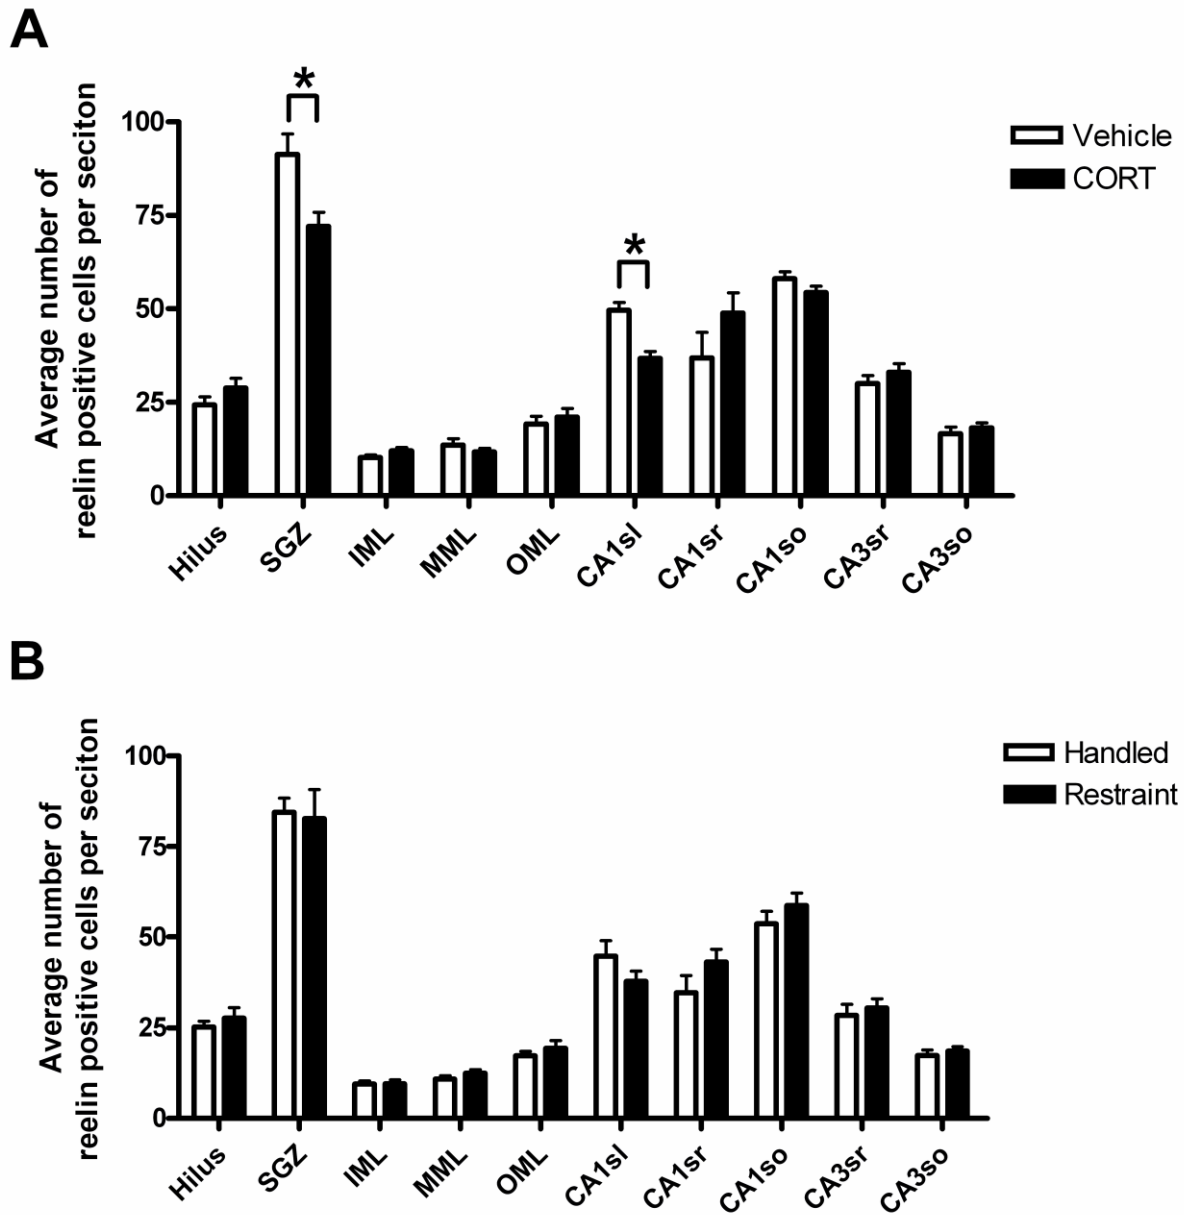 A
*
*
Vehicle
CORT
Average number of
reelin positive cells per seciton
100
75
50
25
0
Hilus
SGZ
IML
MML
OML
CA1sl
CA1sr
CA1so
CA3sr
CA3so
B
Handled
Restraint
Average number of
reelin positive cells per seciton
100
75
50
25
0
Hilus
SGZ
IML
MML
OML
CA1sl
CA1sr
CA1so
CA3sr
CA3so